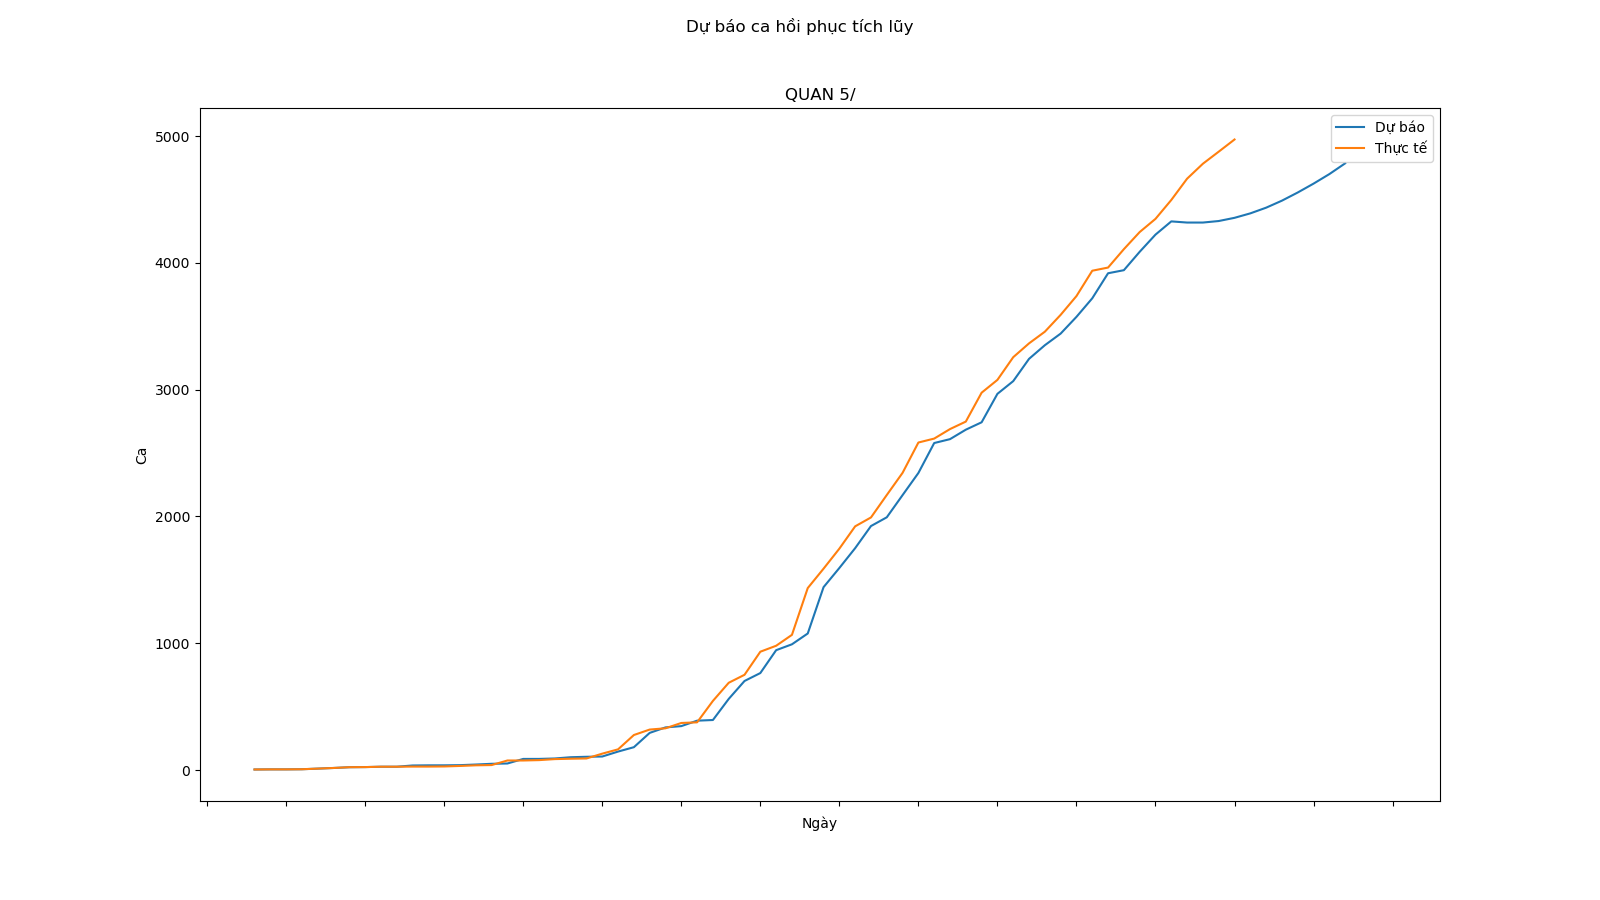 Dự báo ca hồi phục tích lũy
QUAN 5/
Dự báo
Thực tế
5000
4000
3000
2000
1000
0
Ca
Ngày